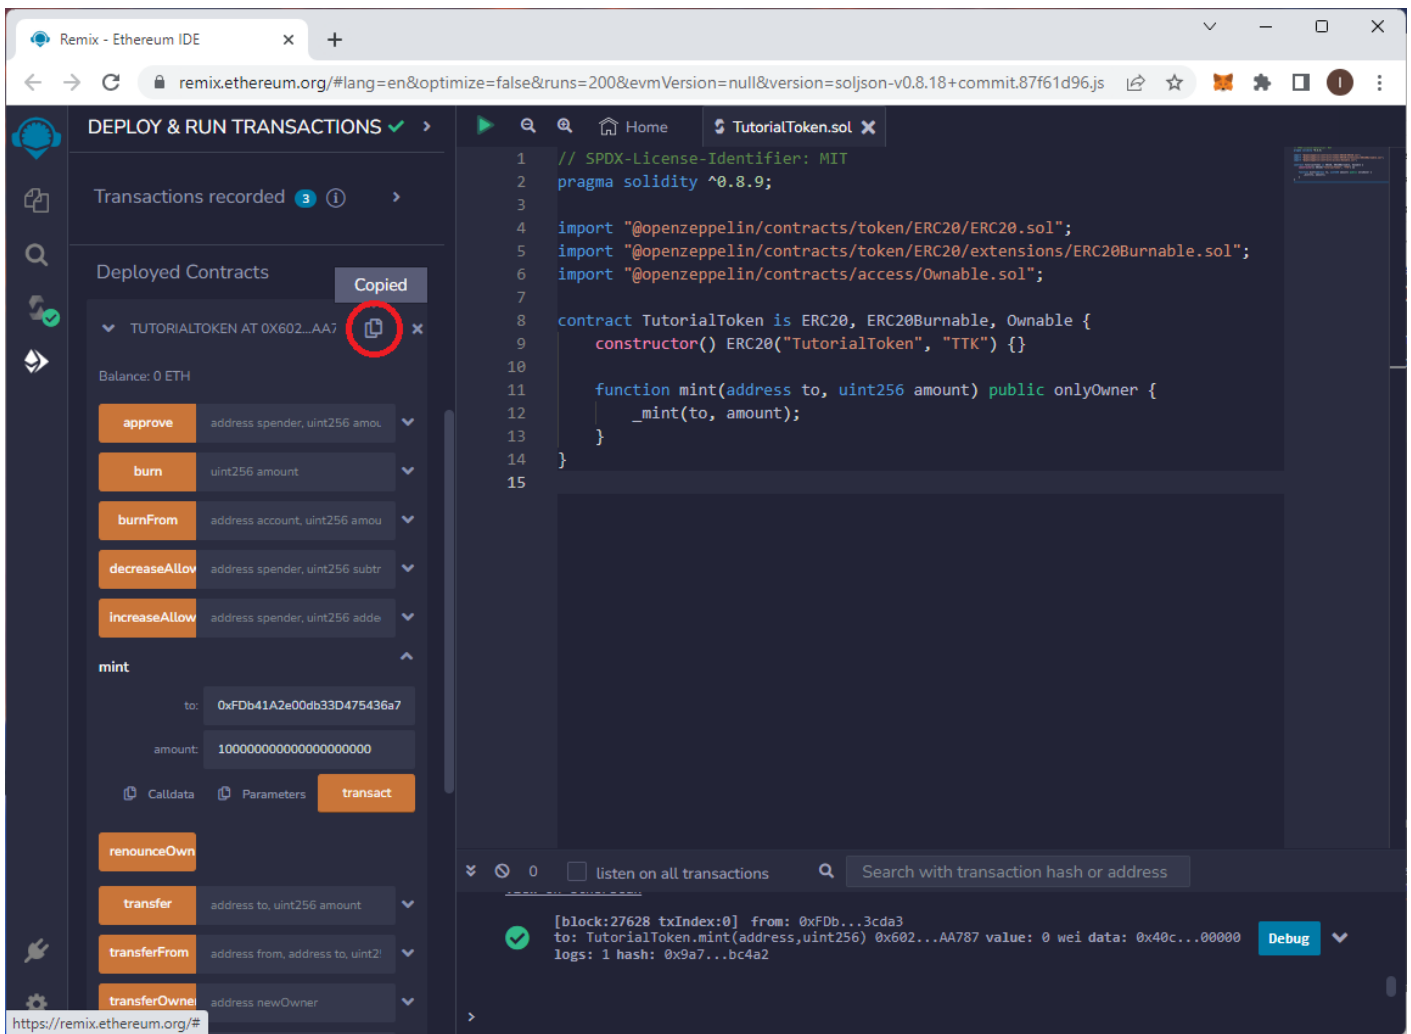 Remix - Ethereum IDE
remix.ethereum.org/#lang=en&optimize=false&runs=200&evmVersion=null&version=soljson-v0.8.18+commit.87f61d96.js
I
DEPLOY & RUN TRANSACTIONS
Transactions recorded 3 i
Deployed Contracts
Copied
TUTORIALTOKEN AT 0X602...AA7
Balance: 0 ETH
approve address spender, uint256 amou
burn uint256 amount
burnFrom address account, uint256 amou
decreaseAllow address spender, uint256 subtr
increaseAllow address spender, uint256 adde
mint
to: 0xFDb41A2e00db33D475436a7
amount: 100000000000000000000
Calldata Parameters transact
renounceOwn
transfer address to, uint256 amount
transferFrom address from, address to, uint2
transferOwne address newOwner
https://remix.ethereum.org/#
Home TutorialToken.sol
1 // SPDX-License-Identifier: MIT
2 pragma solidity ^0.8.9;
3
4 import "@openzeppelin/contracts/token/ERC20/ERC20.sol";
5 import "@openzeppelin/contracts/token/ERC20/extensions/ERC20Burnable.sol";
6 import "@openzeppelin/contracts/access/Ownable.sol";
7
8 contract TutorialToken is ERC20, ERC20Burnable, Ownable {
9 constructor() ERC20("TutorialToken", "TTK") {}
10
11 function mint(address to, uint256 amount) public onlyOwner {
12 _mint(to, amount);
13 }
14 }
15
0 listen on all transactions Search with transaction hash or address
[block:27628 txIndex:0] from: 0xFDb...3cda3
to: TutorialToken.mint(address,uint256) 0x602...AA787 value: 0 wei data: 0x40c...00000 Debug
logs: 1 hash: 0x9a7...bc4a2
>